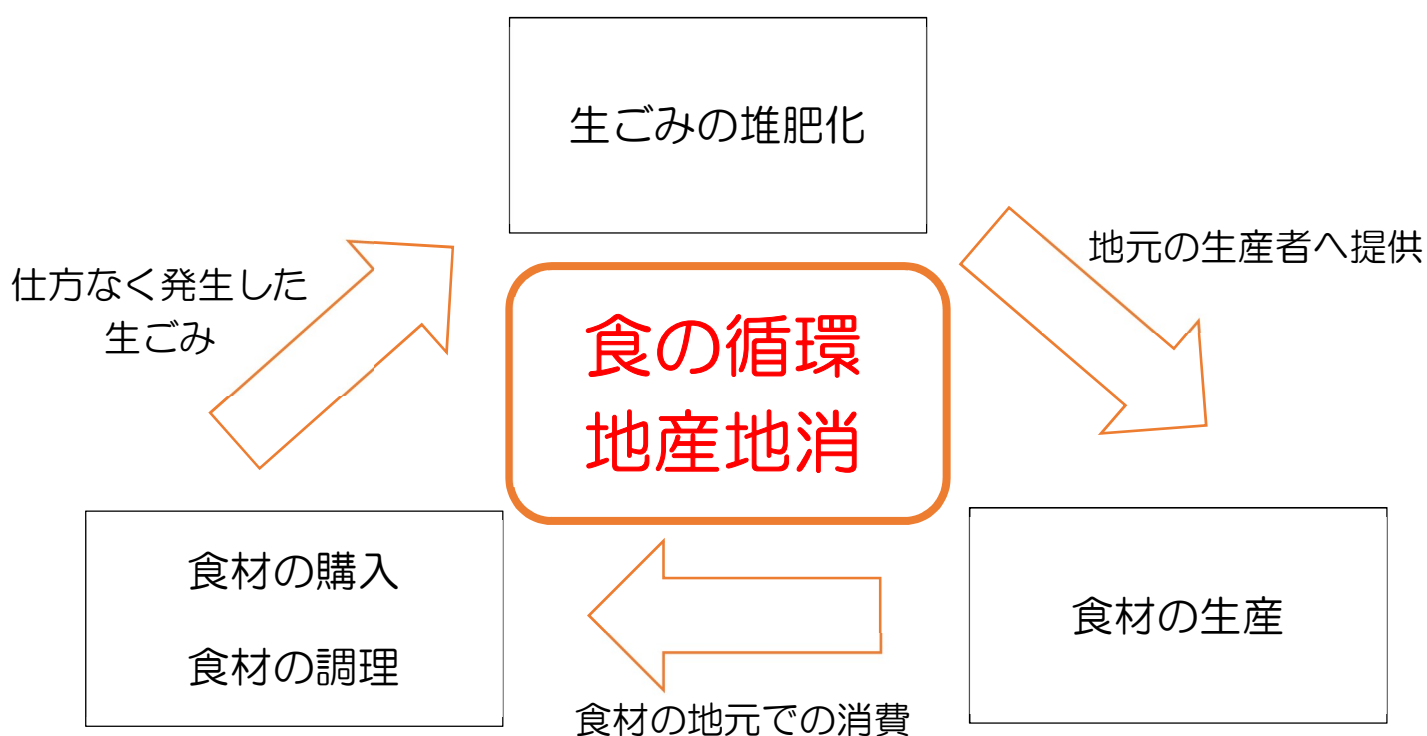 生ごみの堆肥化
地元の生産者へ提供
仕方なく発生した
生ごみ
食の循環
地産地消
食材の購入
食材の調理
食材の生産
食材の地元での消費